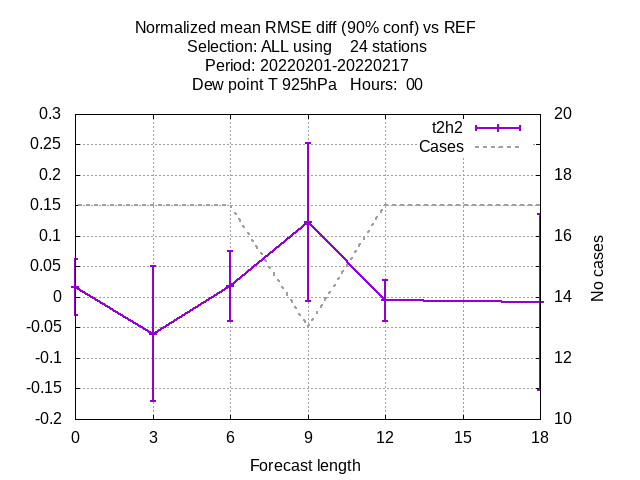 Normalized mean RMSE diff (90% conf) vs REF
Selection: ALL using    24 stations
Period: 20220201-20220217
Dew point T 925hPa   Hours:  00
t2h2
Cases
0.3
0.25
0.2
0.15
0.1
0.05
0
-0.05
-0.1
-0.15
-0.2
20
18
16
14
12
10
No cases
0 3 6 9 12 15 18
Forecast length